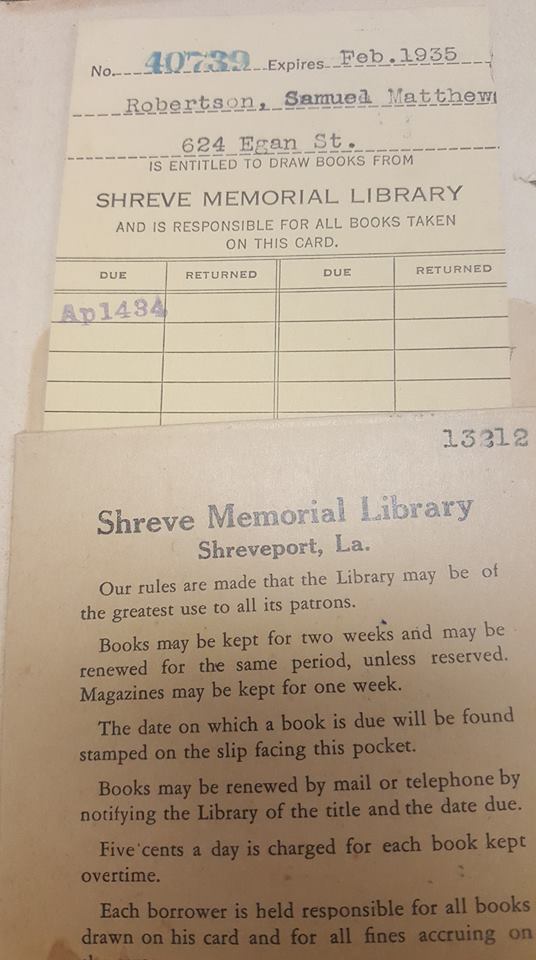 No. 40739 Expires Feb. 1935
Robertson, Samuel Matthew
624 Egan St.
IS ENTITLED TO DRAW BOOKS FROM
SHREVE MEMORIAL LIBRARY
AND IS RESPONSIBLE FOR ALL BOOKS TAKEN
ON THIS CARD.
DUE RETURNED DUE RETURNED
Ap1434
13212
Shreve Memorial Library
Shreveport, La.
Our rules are made that the Library may be of
the greatest use to all its patrons.
Books may be kept for two weeks and may be
renewed for the same period, unless reserved.
Magazines may be kept for one week.
The date on which a book is due will be found
stamped on the slip facing this pocket.
Books may be renewed by mail or telephone by
notifying the Library of the title and the date due.
Five cents a day is charged for each book kept
overtime.
Each borrower is held responsible for all books
drawn on his card and for all fines accruing on